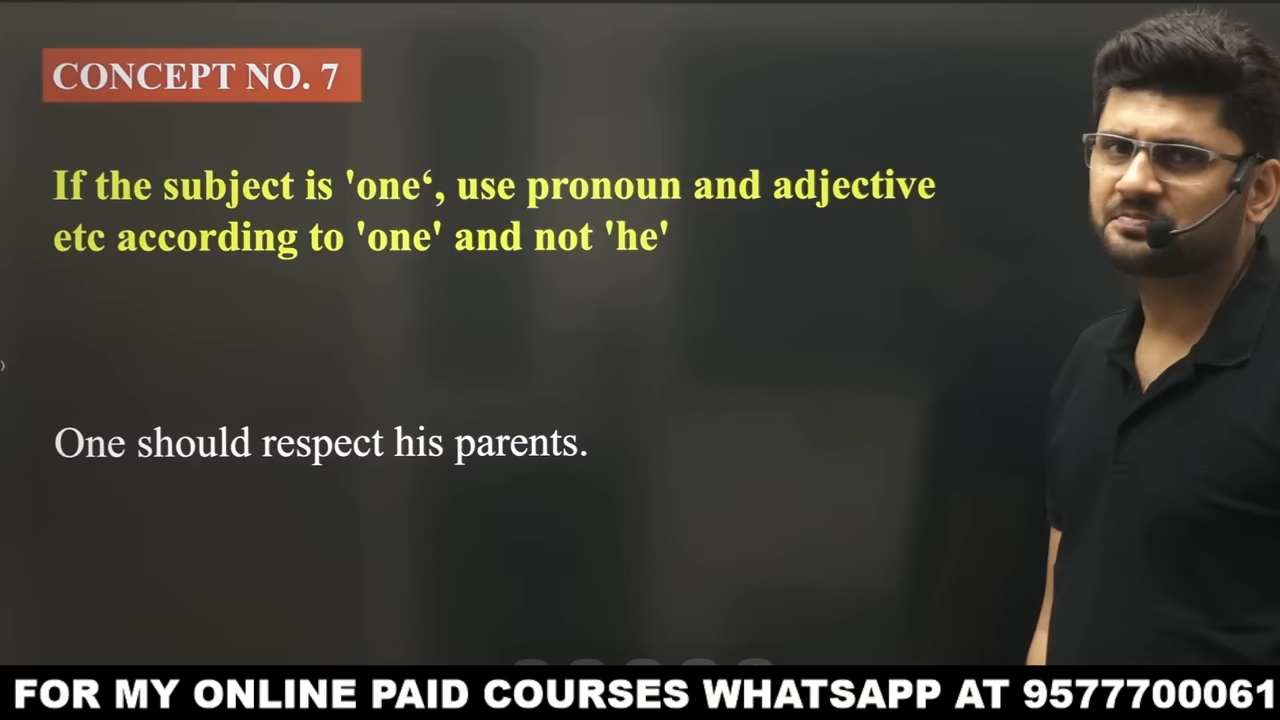 CONCEPT NO. 7
If the subject is 'one‘, use pronoun and adjective
etc according to 'one' and not 'he'
One should respect his parents.
FOR MY ONLINE PAID COURSES WHATSAPP AT 9577700061